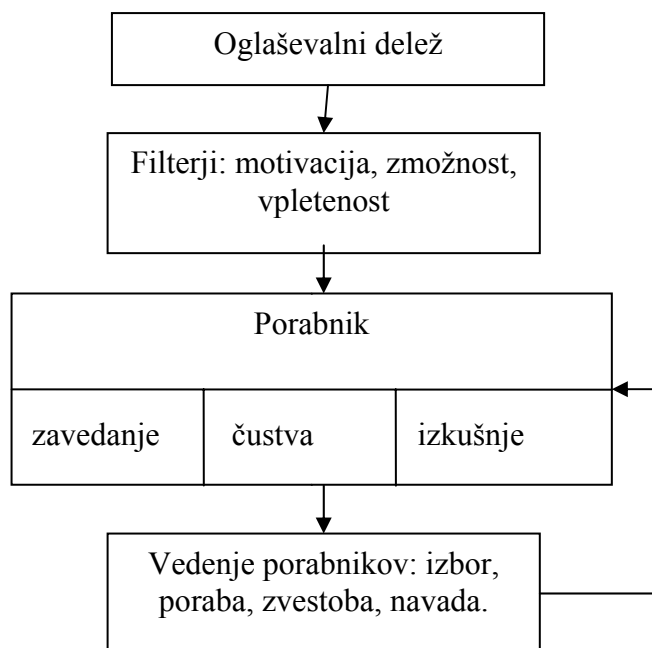 Oglaševalni delež
Filterji: motivacija, zmožnost,
vpletenost
Porabnik
zavedanje
čustva
izkušnje
Vedenje porabnikov: izbor,
poraba, zvestoba, navada.